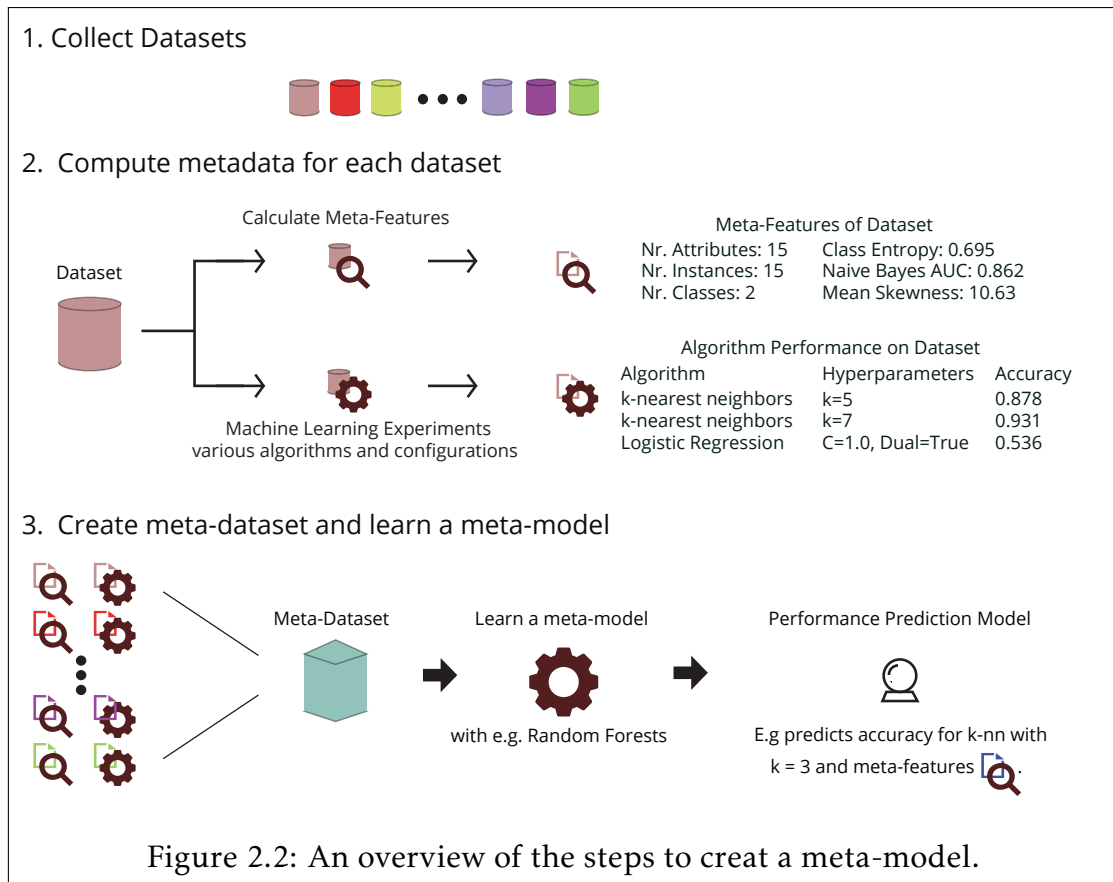 1. Collect Datasets
2. Compute metadata for each dataset
Calculate Meta-Features
Dataset
Meta-Features of Dataset
Nr. Attributes: 15 Class Entropy: 0.695
Nr. Instances: 15 Naive Bayes AUC: 0.862
Nr. Classes: 2 Mean Skewness: 10.63
Machine Learning Experiments
various algorithms and configurations
Algorithm Performance on Dataset
Algorithm Hyperparameters Accuracy
k-nearest neighbors k=5 0.878
k-nearest neighbors k=7 0.931
Logistic Regression C=1.0, Dual=True 0.536
3. Create meta-dataset and learn a meta-model
Meta-Dataset
Learn a meta-model
with e.g. Random Forests
Performance Prediction Model
E.g predicts accuracy for k-nn with
k = 3 and meta-features .
Figure 2.2: An overview of the steps to creat a meta-model.